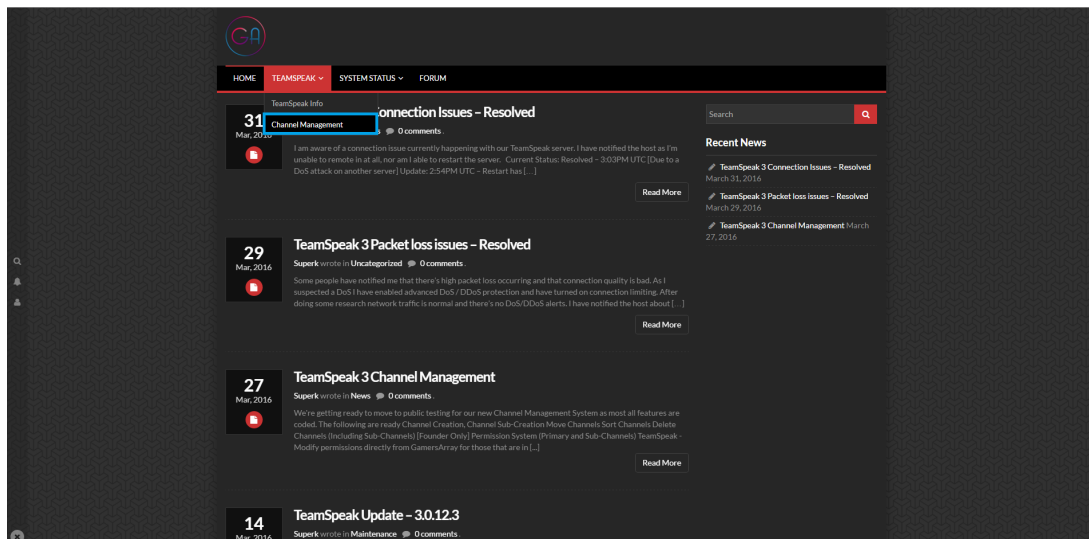 GA
HOME TEAMSPEAK SYSTEM STATUS FORUM
TeamSpeak Info
Channel Management
31
Mar, 2016
onnection Issues – Resolved
0 comments .
I am aware of a connection issue currently happening with our TeamSpeak server. I have notified the host as I'm
unable to remote in at all, nor am I able to restart the server. Current Status: Resolved – 3:03PM UTC [Due to a
DoS attack on another server] Update: 2:54PM UTC – Restart has [...]
Read More
29
Mar, 2016
TeamSpeak 3 Packet loss issues – Resolved
Superk wrote in Uncategorized 0 comments .
Some people have notified me that there's high packet loss occurring and that connection quality is bad. As I
suspected a DoS I have enabled advanced DoS / DDoS protection and have turned on connection limiting. After
doing some research network traffic is normal and there's no DoS/DDoS alerts. I have notified the host about [...]
Read More
27
Mar, 2016
TeamSpeak 3 Channel Management
Superk wrote in News 0 comments .
We're getting ready to move to public testing for our new Channel Management System as most all features are
coded. The following are ready Channel Creation, Channel Sub-Creation Move Channels Sort Channels Delete
Channels (Including Sub-Channels) [Founder Only] Permission System (Primary and Sub-Channels) TeamSpeak -
Modify permissions directly from GamersArray for those that are in [...]
Read More
14
Mar, 2016
TeamSpeak Update – 3.0.12.3
Superk wrote in Maintenance 0 comments .
Search
Recent News
TeamSpeak 3 Connection Issues – Resolved
March 31, 2016
TeamSpeak 3 Packet loss issues – Resolved
March 29, 2016
TeamSpeak 3 Channel Management March
27, 2016